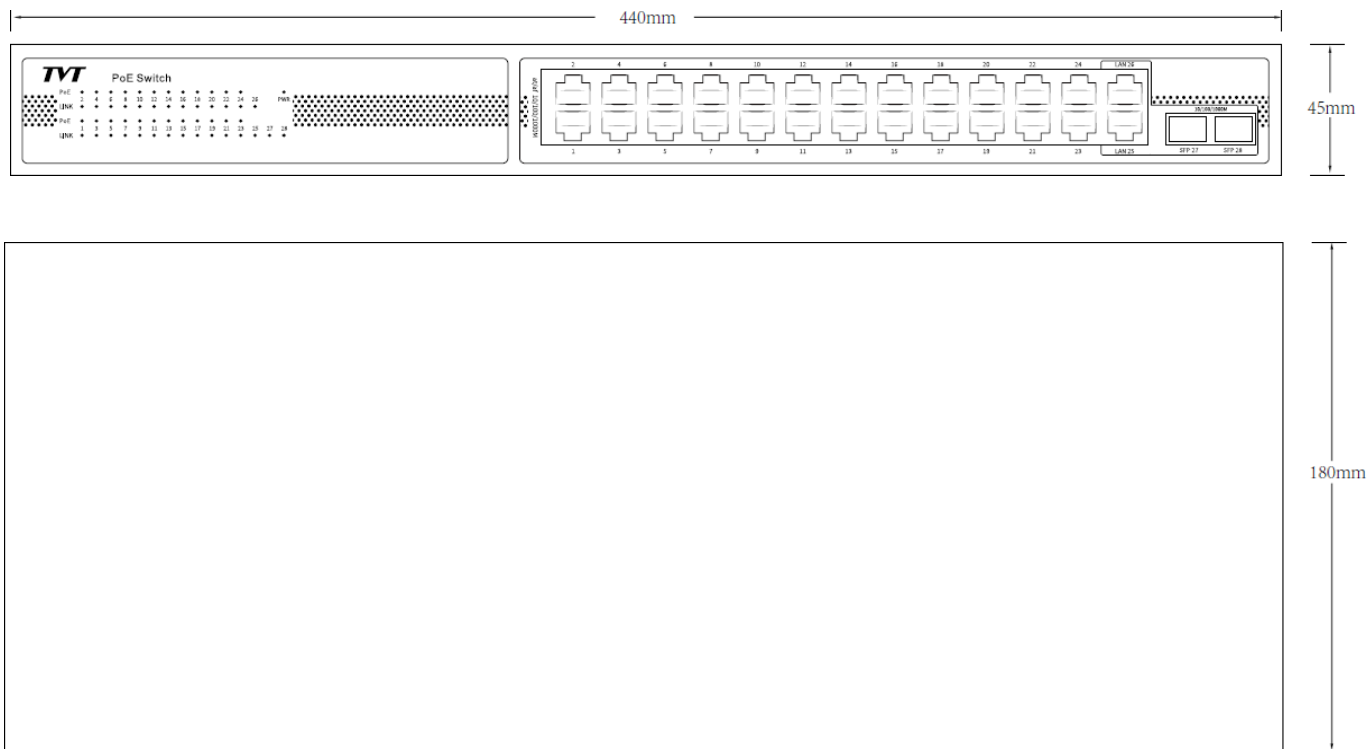 440mm
TVT PoE Switch
PoE
2 4 6 8 10 12 14 16 18 20 22 24 26 PWR
LINK
PoE
1 3 5 7 9 11 13 15 17 19 21 23 25 27 28
LINK
2 4 6 8 10 12 14 16 18 20 22 24 LAN 26
10/100/1000M
10/100/1000M
1 3 5 7 9 11 13 15 17 19 21 23 LAN 25
SFP 27 SFP 28
45mm
180mm